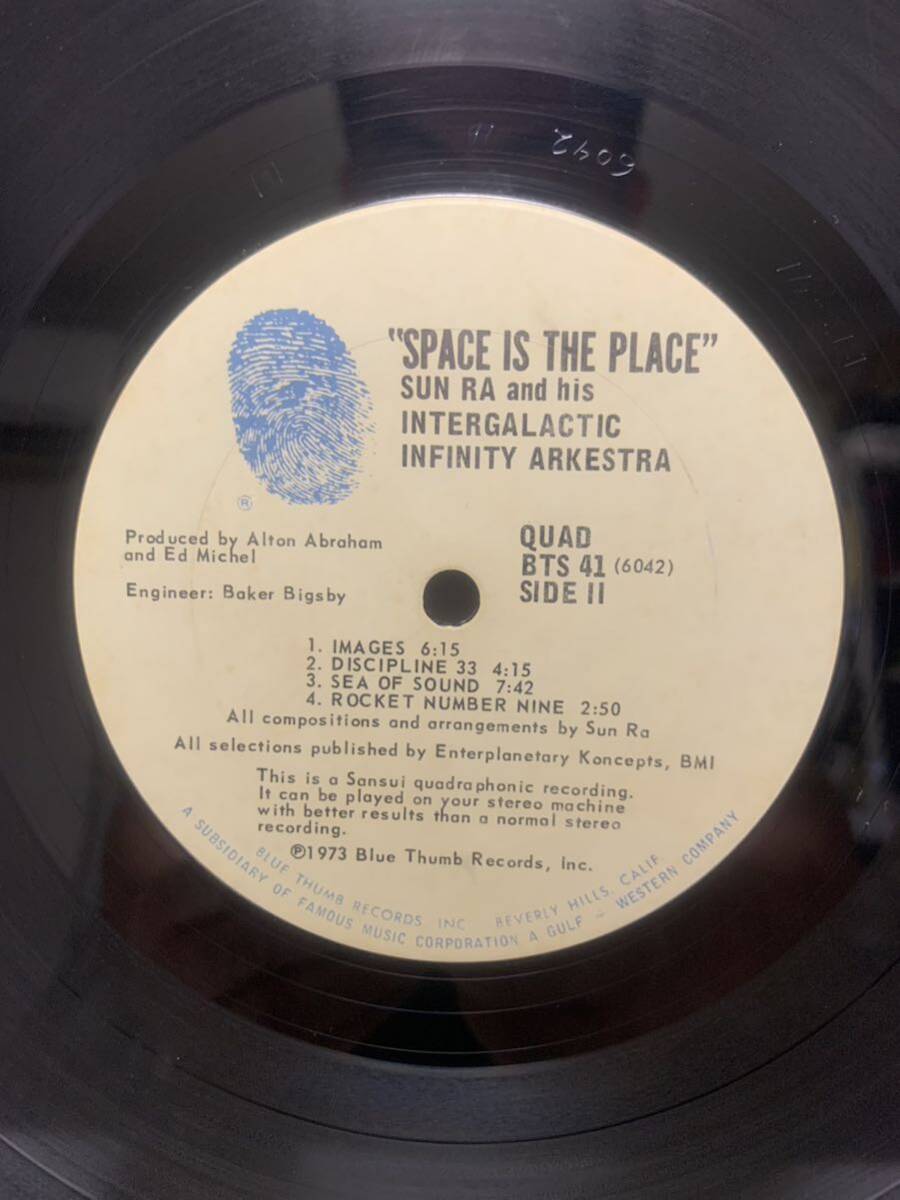 6042
"SPACE IS THE PLACE"
SUN RA and his
INTERGALACTIC
INFINITY ARKESTRA
®
Produced by Alton Abraham
and Ed Michel
Engineer: Baker Bigsby
QUAD
BTS 41 (6042)
SIDE II
1. IMAGES 6:15
2. DISCIPLINE 33 4:15
3. SEA OF SOUND 7:42
4. ROCKET NUMBER NINE 2:50
All compositions and arrangements by Sun Ra
All selections published by Enterplanetary Koncepts, BMI
This is a Sansui quadraphonic recording.
It can be played on your stereo machine
with better results than a normal stereo
recording.
℗1973 Blue Thumb Records, Inc.
BLUE THUMB RECORDS INC BEVERLY HILLS, CALIF
A SUBSIDIARY OF FAMOUS MUSIC CORPORATION A GULF - WESTERN COMPANY